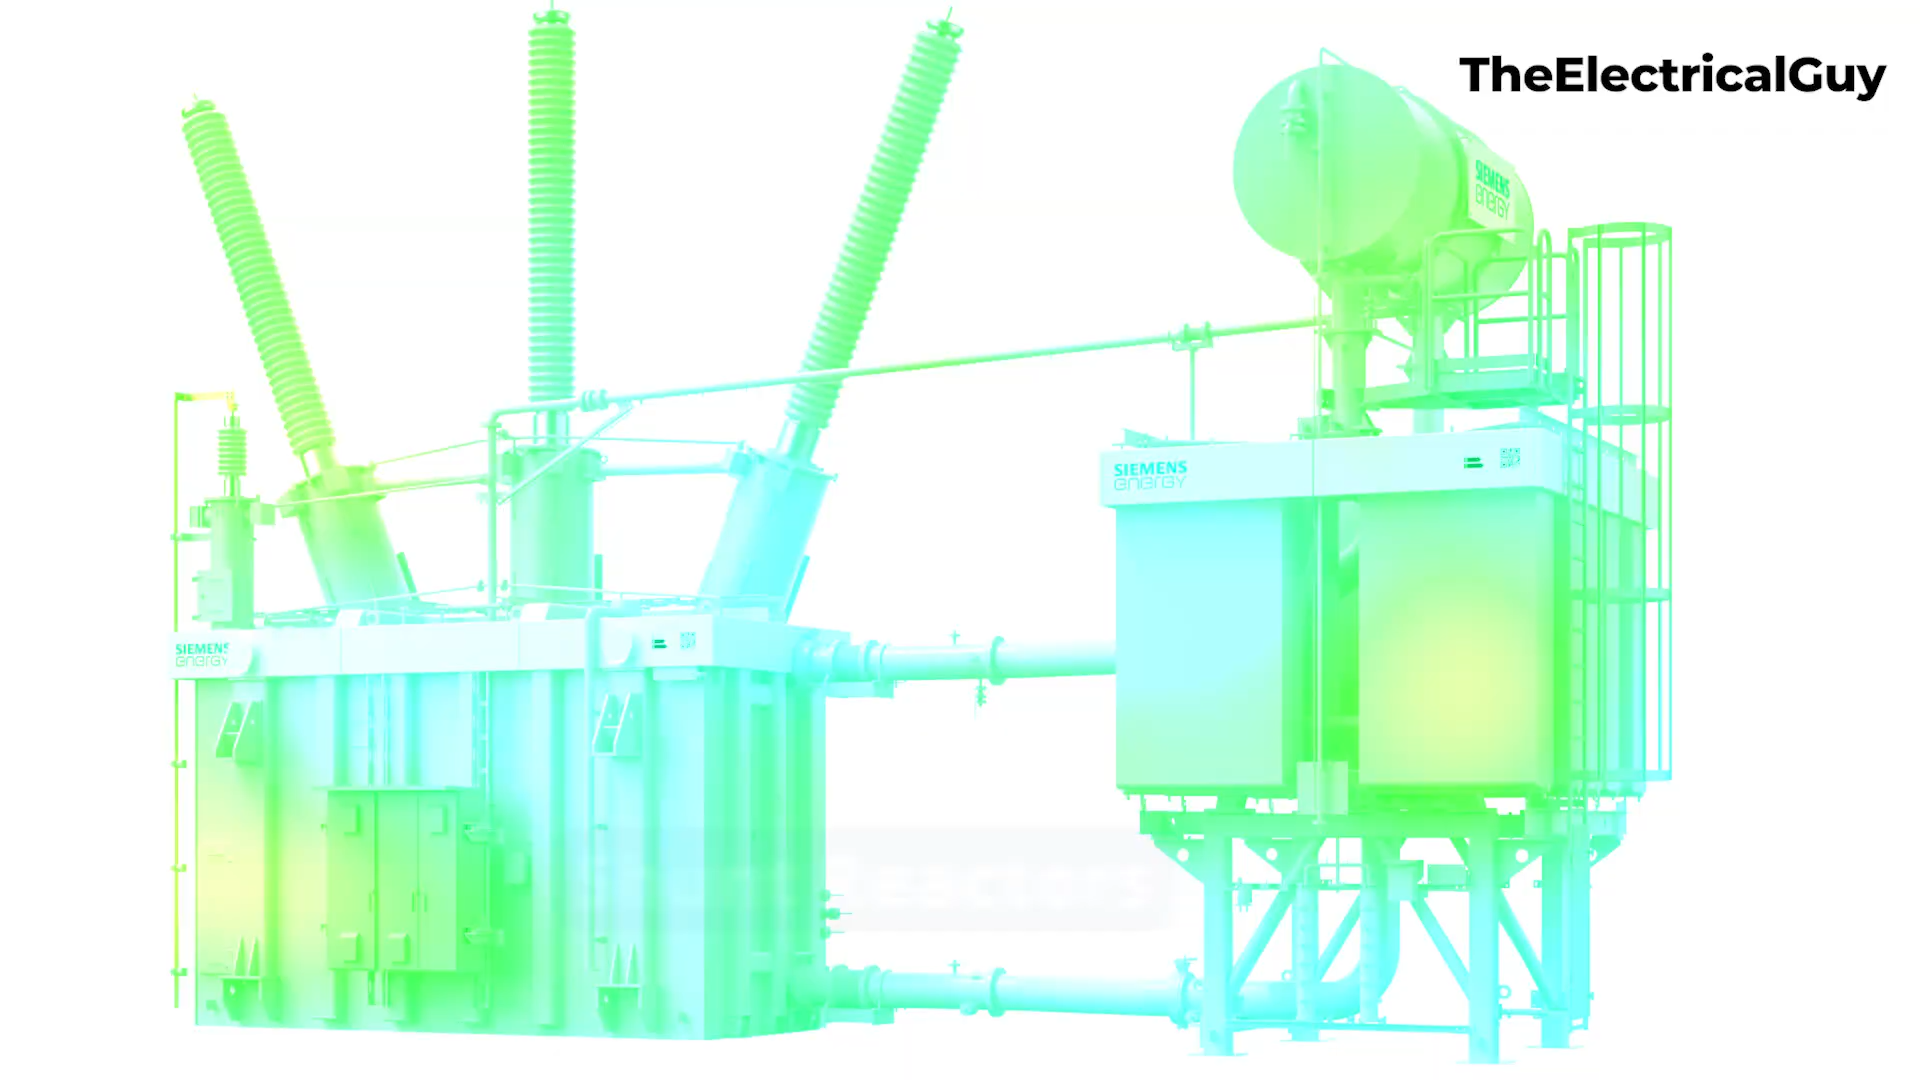 TheElectricalGuy
SIEMENS
energy
SIEMENS
energy
SIEMENS
energy